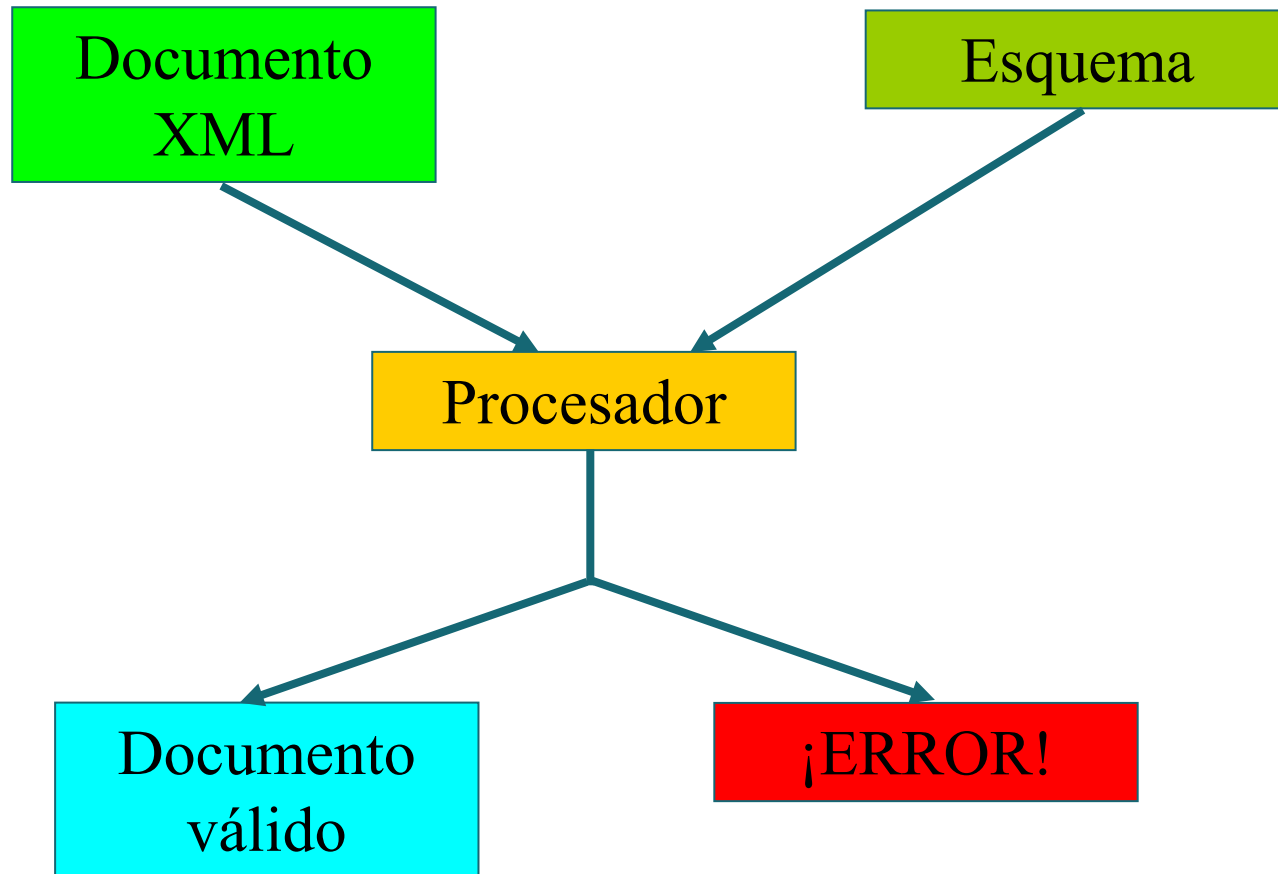 Documento
XML
Esquema
Procesador
Documento
válido
¡ERROR!